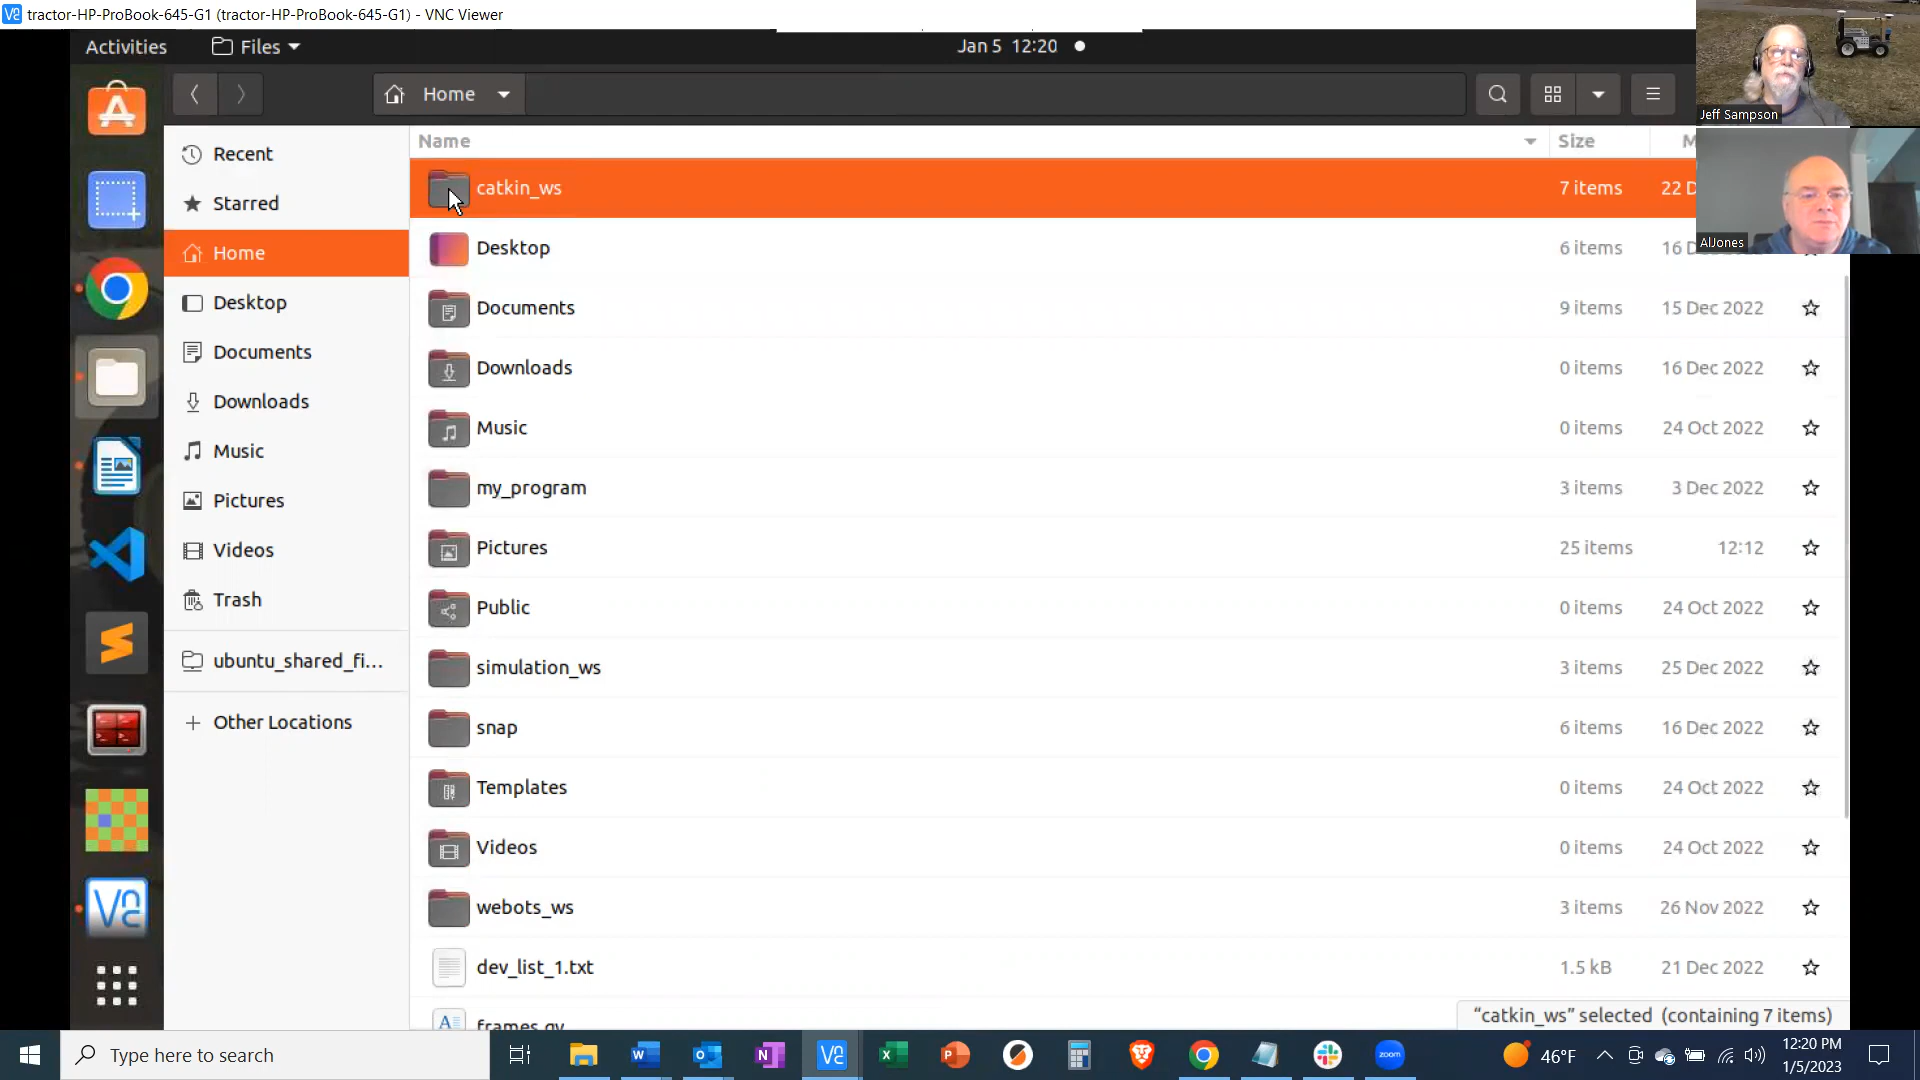 tractor-HP-ProBook-645-G1 (tractor-HP-ProBook-645-G1) - VNC Viewer
Activities
Files
Jan 5 12:20
Home
Name
Size
M
Recent
Starred
Home
Desktop
Documents
Downloads
Music
Pictures
Videos
Trash
ubuntu_shared_fi...
Other Locations
catkin_ws 7 items 22 D
Desktop 6 items 16 D
Documents 9 items 15 Dec 2022
Downloads 0 items 16 Dec 2022
Music 0 items 24 Oct 2022
my_program 3 items 3 Dec 2022
Pictures 25 items 12:12
Public 0 items 24 Oct 2022
simulation_ws 3 items 25 Dec 2022
snap 6 items 16 Dec 2022
Templates 0 items 24 Oct 2022
Videos 0 items 24 Oct 2022
webots_ws 3 items 26 Nov 2022
dev_list_1.txt 1.5 kB 21 Dec 2022
frames.gv
"catkin_ws" selected (containing 7 items)
Jeff Sampson
AlJones
Type here to search
zoom
46°F
12:20 PM
1/5/2023